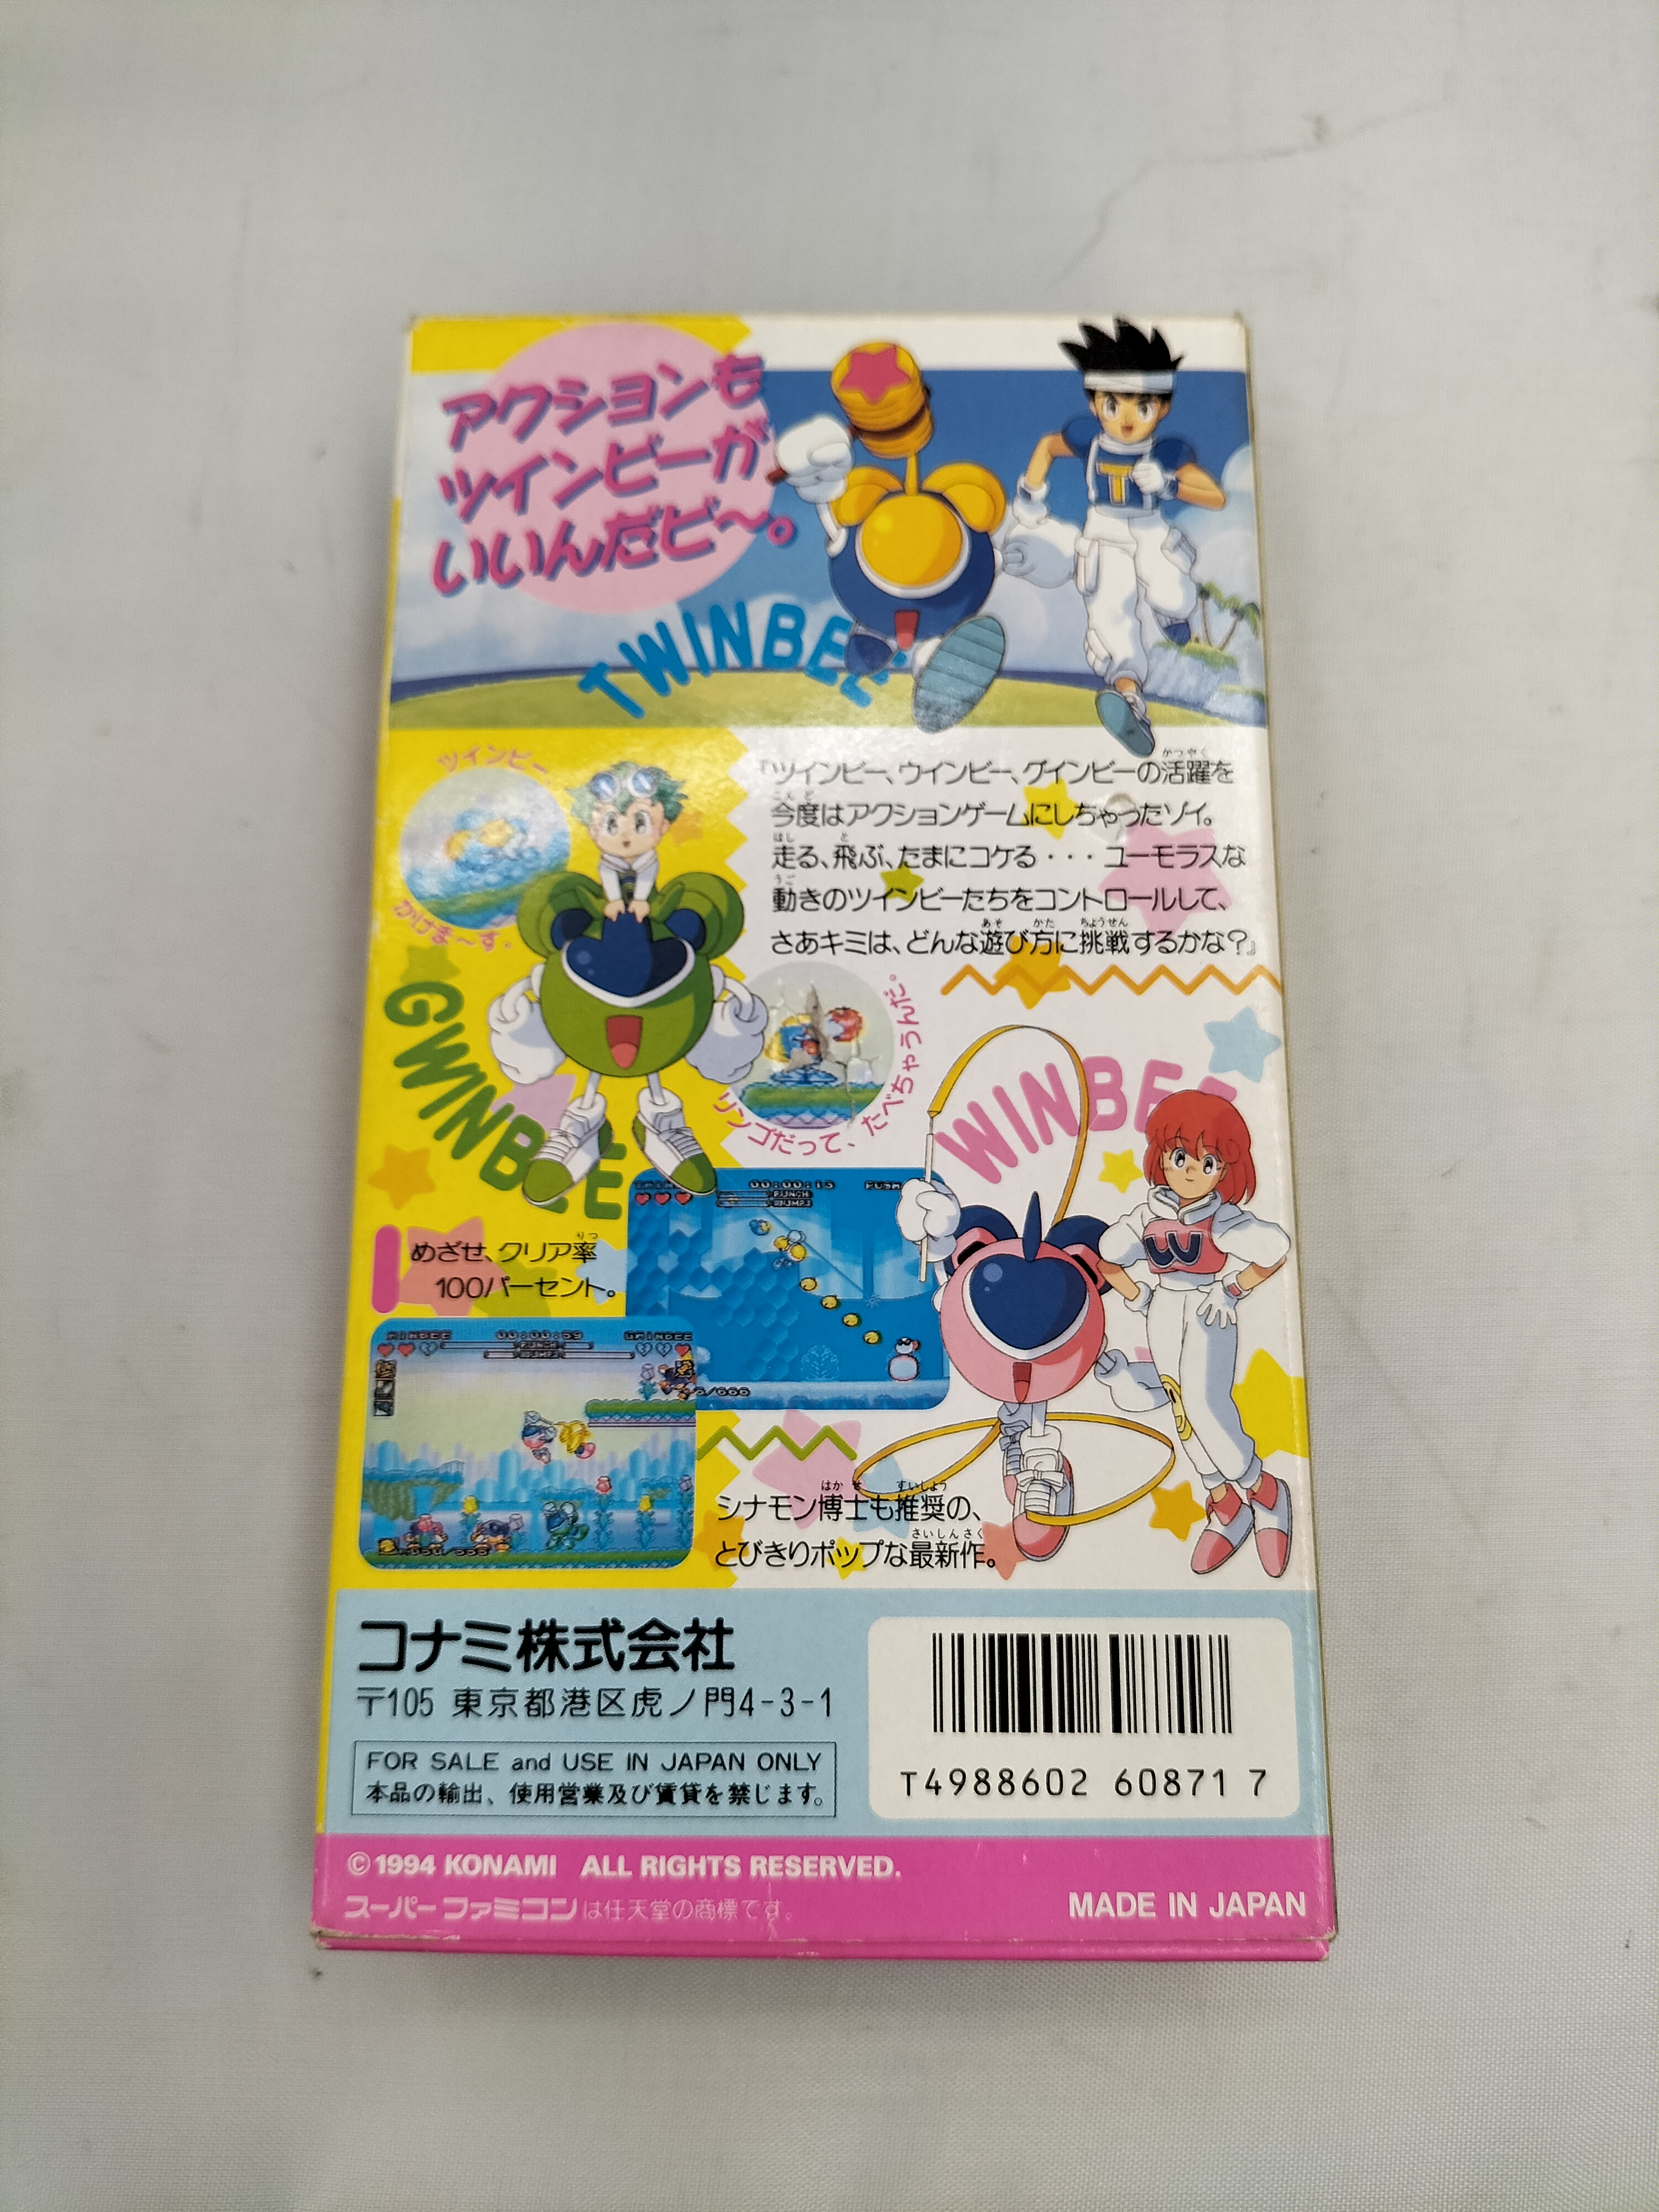 アクションも
ツインビーが
いいんだビ〜。
TWINBEE
ツインビー、
かけま〜す。
『ツインビー、ウインビー、グインビーの活躍を
今度はアクションゲームにしちゃったゾイ。
走る、飛ぶ、たまにコケる・・・ユーモラスな
動きのツインビーたちをコントロールして、
さあキミは、どんな遊び方に挑戦するかな？』
GWINBEE
リンゴだって、たべちゃうんだ。
WINBEE
00:00:15
PUNCH
めざせ、クリア率
100パーセント。
WINBEE 00:00:59 GWINBEE
PUNCH
シナモン博士も推奨の、
とびきりポップな最新作。
コナミ株式会社
〒105 東京都港区虎ノ門4-3-1
FOR SALE and USE IN JAPAN ONLY
本品の輸出、使用営業及び賃貸を禁じます。
T4988602 60871 7
©1994 KONAMI ALL RIGHTS RESERVED.
スーパーファミコンは任天堂の商標です。
MADE IN JAPAN